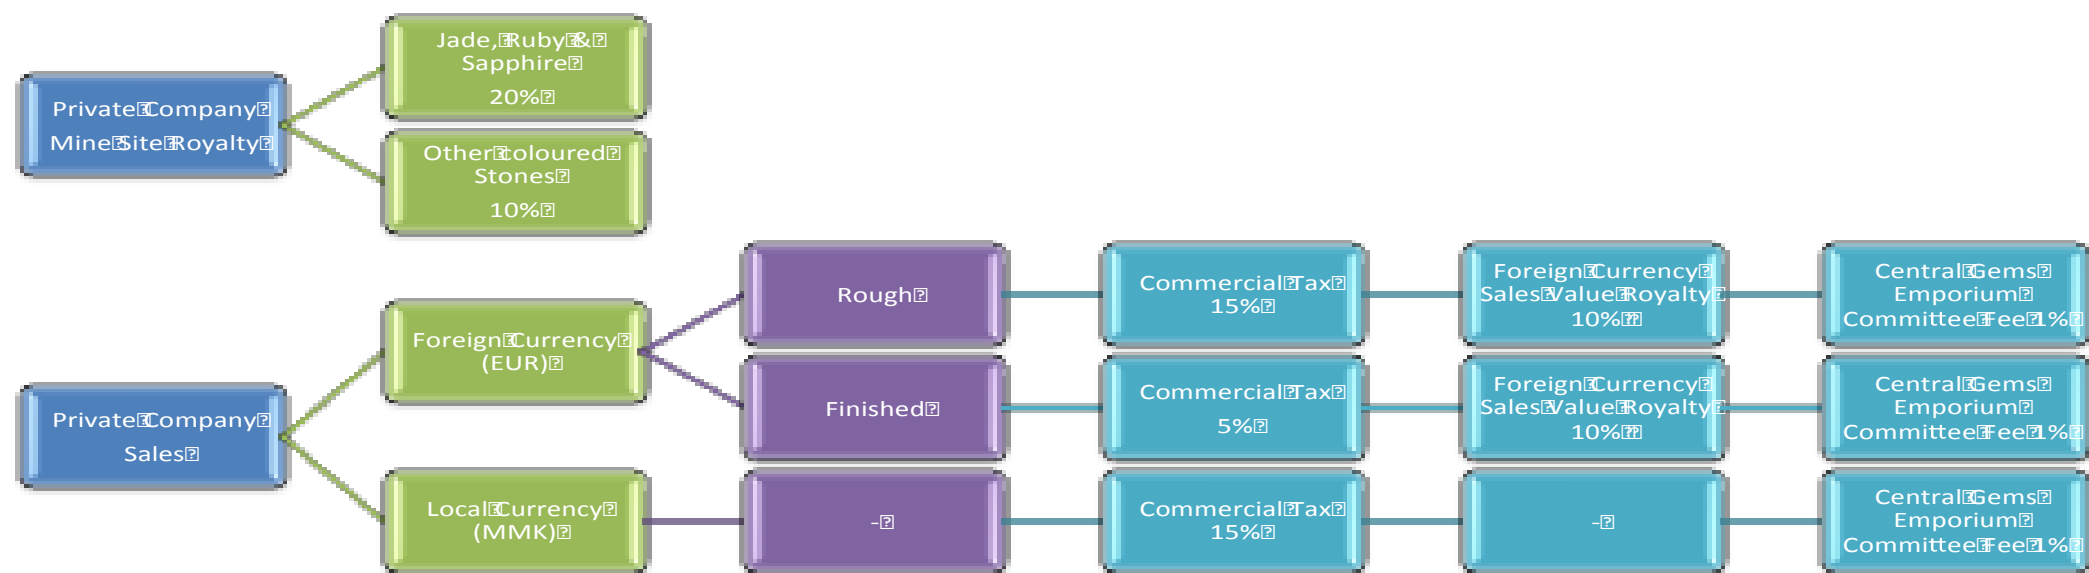 Jade, Ruby &
Sapphire
20%
Private Company
Mine Site Royalty
Other coloured
Stones
10%
Rough
Commercial Tax
15%
Foreign Currency
Sales Value Royalty
10%
Central Gems
Emporium
Committee Fee 1%
Foreign Currency
(EUR)
Finished
Commercial Tax
5%
Foreign Currency
Sales Value Royalty
10%
Central Gems
Emporium
Committee Fee 1%
Private Company
Sales
Local Currency
(MMK)
-
Commercial Tax
15%
-
Central Gems
Emporium
Committee Fee 1%